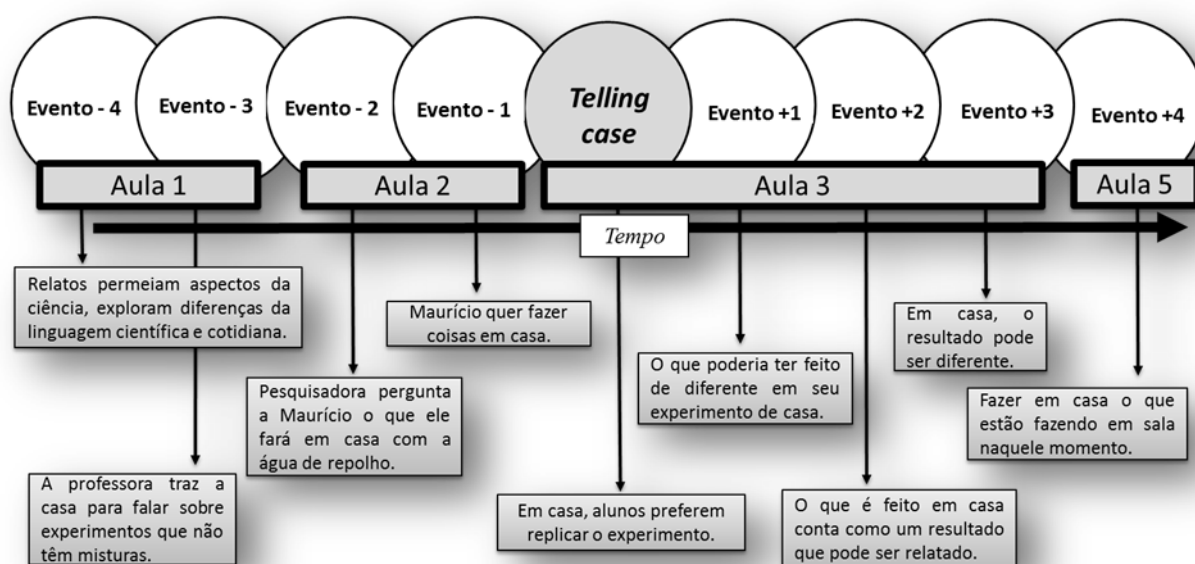 Evento - 4
Evento - 3
Evento - 2
Evento - 1
Telling
case
Evento +1
Evento +2
Evento +3
Evento +4
Aula 1
Aula 2
Aula 3
Aula 5
Tempo
Relatos permeiam aspectos da
ciência, exploram diferenças da
linguagem científica e cotidiana.
A professora traz a
casa para falar sobre
experimentos que não
têm misturas.
Pesquisadora pergunta
a Maurício o que ele
fará em casa com a
água de repolho.
Maurício quer fazer
coisas em casa.
Em casa, alunos preferem
replicar o experimento.
O que poderia ter feito
de diferente em seu
experimento de casa.
O que é feito em casa
conta como um resultado
que pode ser relatado.
Em casa, o
resultado pode
ser diferente.
Fazer em casa o que
estão fazendo em sala
naquele momento.